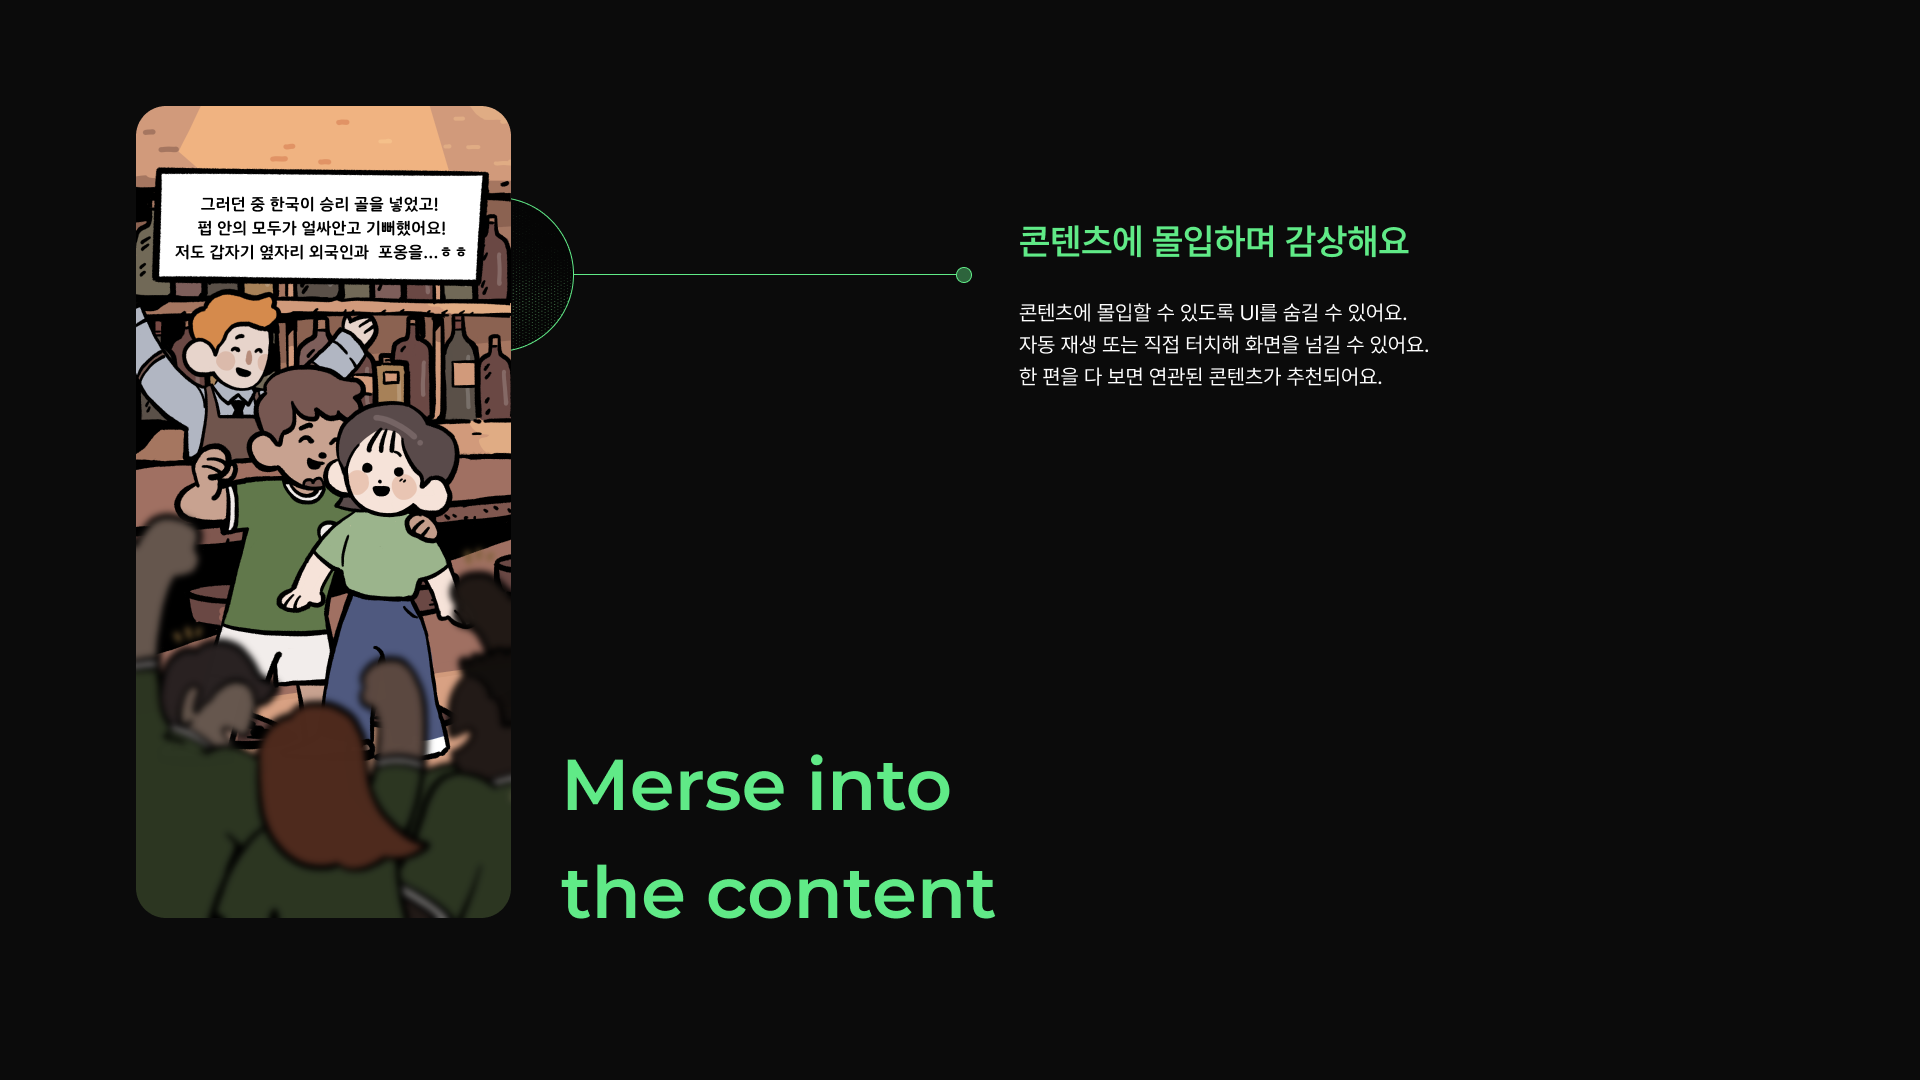 그러던 중 한국이 승리 골을 넣었고!
펍 안의 모두가 얼싸안고 기뻐했어요!
저도 갑자기 옆자리 외국인과 포옹을...ㅎㅎ
콘텐츠에 몰입하며 감상해요
콘텐츠에 몰입할 수 있도록 UI를 숨길 수 있어요.
자동 재생 또는 직접 터치해 화면을 넘길 수 있어요.
한 편을 다 보면 연관된 콘텐츠가 추천되어요.
Merse into
the content